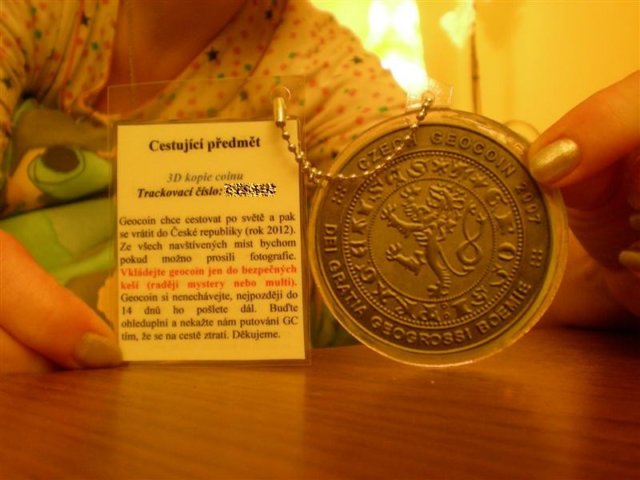 Cestující předmět
3D kopie coinu
Trackovací číslo:
Geocoin chce cestovat po světě a pak
se vrátit do České republiky (rok 2012).
Ze všech navštívených míst bychom
pokud možno prosili fotografie.
Vkládejte geocoin jen do bezpečných
keší (raději mystery nebo multi).
Geocoin si nenechávejte, nejpozději do
14 dnů ho pošlete dál. Buďte
ohleduplní a nekažte nám putování GC
tím, že se na cestě ztratí. Děkujeme.
CZECH GEOCOIN 2007
DEI GRATIA GEOGROSSI BOEMIE